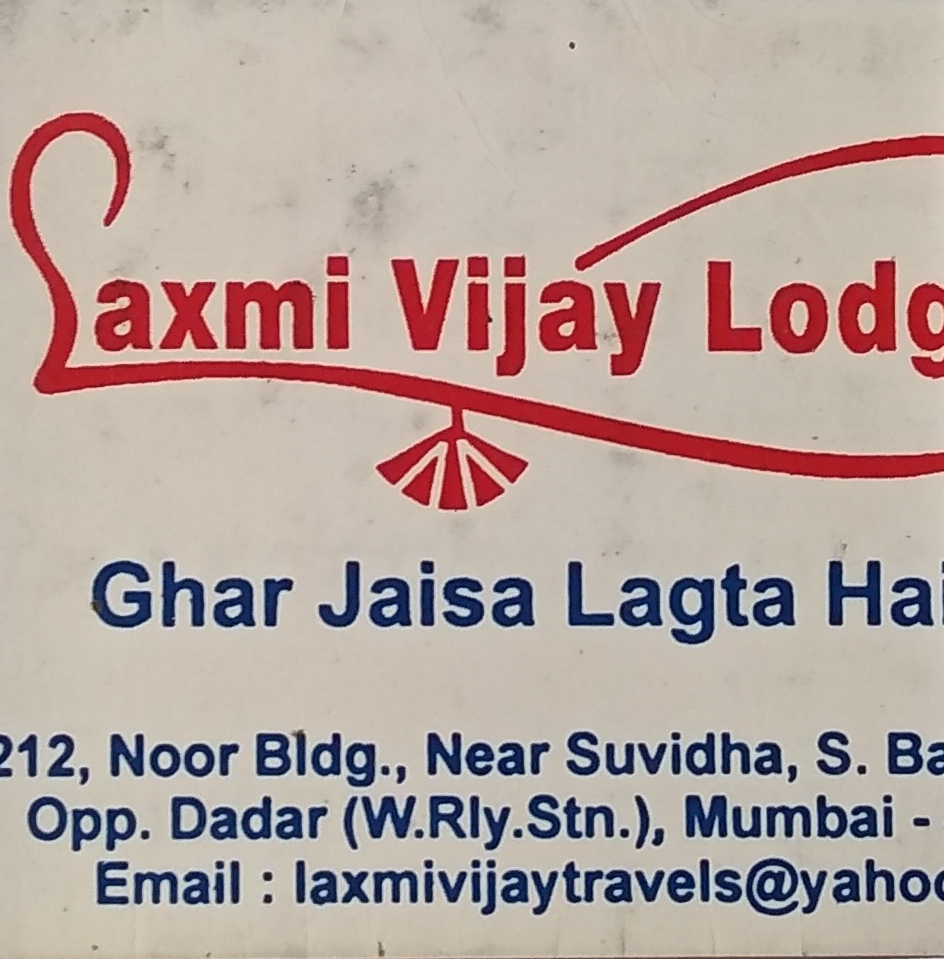 Laxmi Vijay Lodg
Ghar Jaisa Lagta Hai
212, Noor Bldg., Near Suvidha, S. Ba
Opp. Dadar (W.Rly.Stn.), Mumbai -
Email : laxmivijaytravels@yahoo